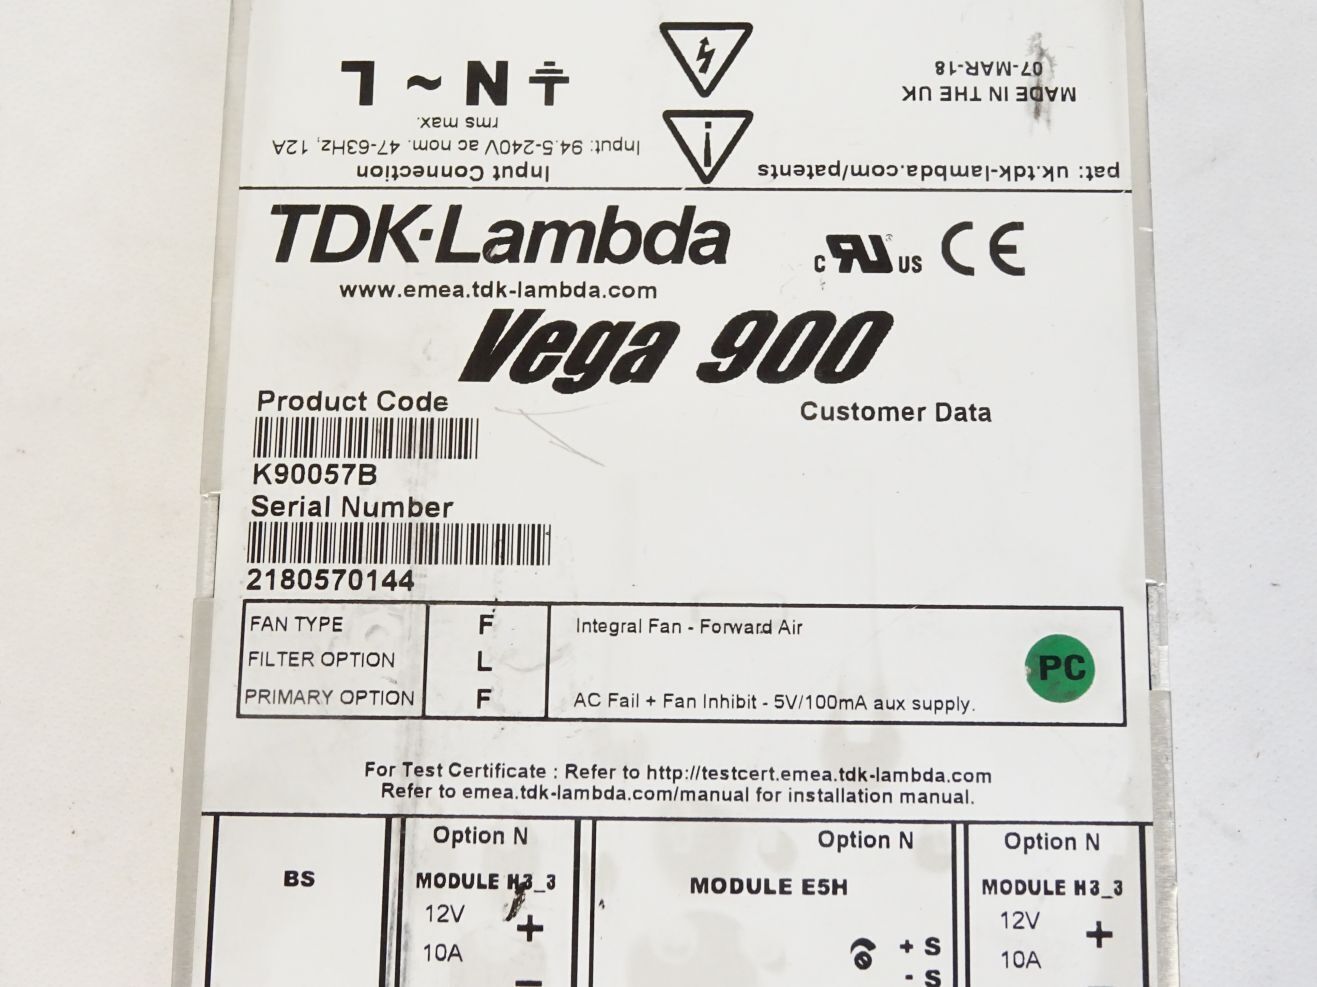 MADE IN THE UK
07-MAR-18
pat: uk.tdk-lambda.com/patents
Input Connection
Input: 94.5-240V ac nom. 47-63Hz, 12A
rms max.
N ~ L
TDK-Lambda
c RU US CE
www.emea.tdk-lambda.com
Vega 900
Product Code
Customer Data
K90057B
Serial Number
2180570144
FAN TYPE F Integral Fan - Forward Air
FILTER OPTION L
PC
PRIMARY OPTION F AC Fail + Fan Inhibit - 5V/100mA aux supply.
For Test Certificate : Refer to http://testcert.emea.tdk-lambda.com
Refer to emea.tdk-lambda.com/manual for installation manual.
Option N Option N Option N
BS MODULE H3_3 MODULE E5H MODULE H3_3
12V + 12V +
10A + S 10A
- - S